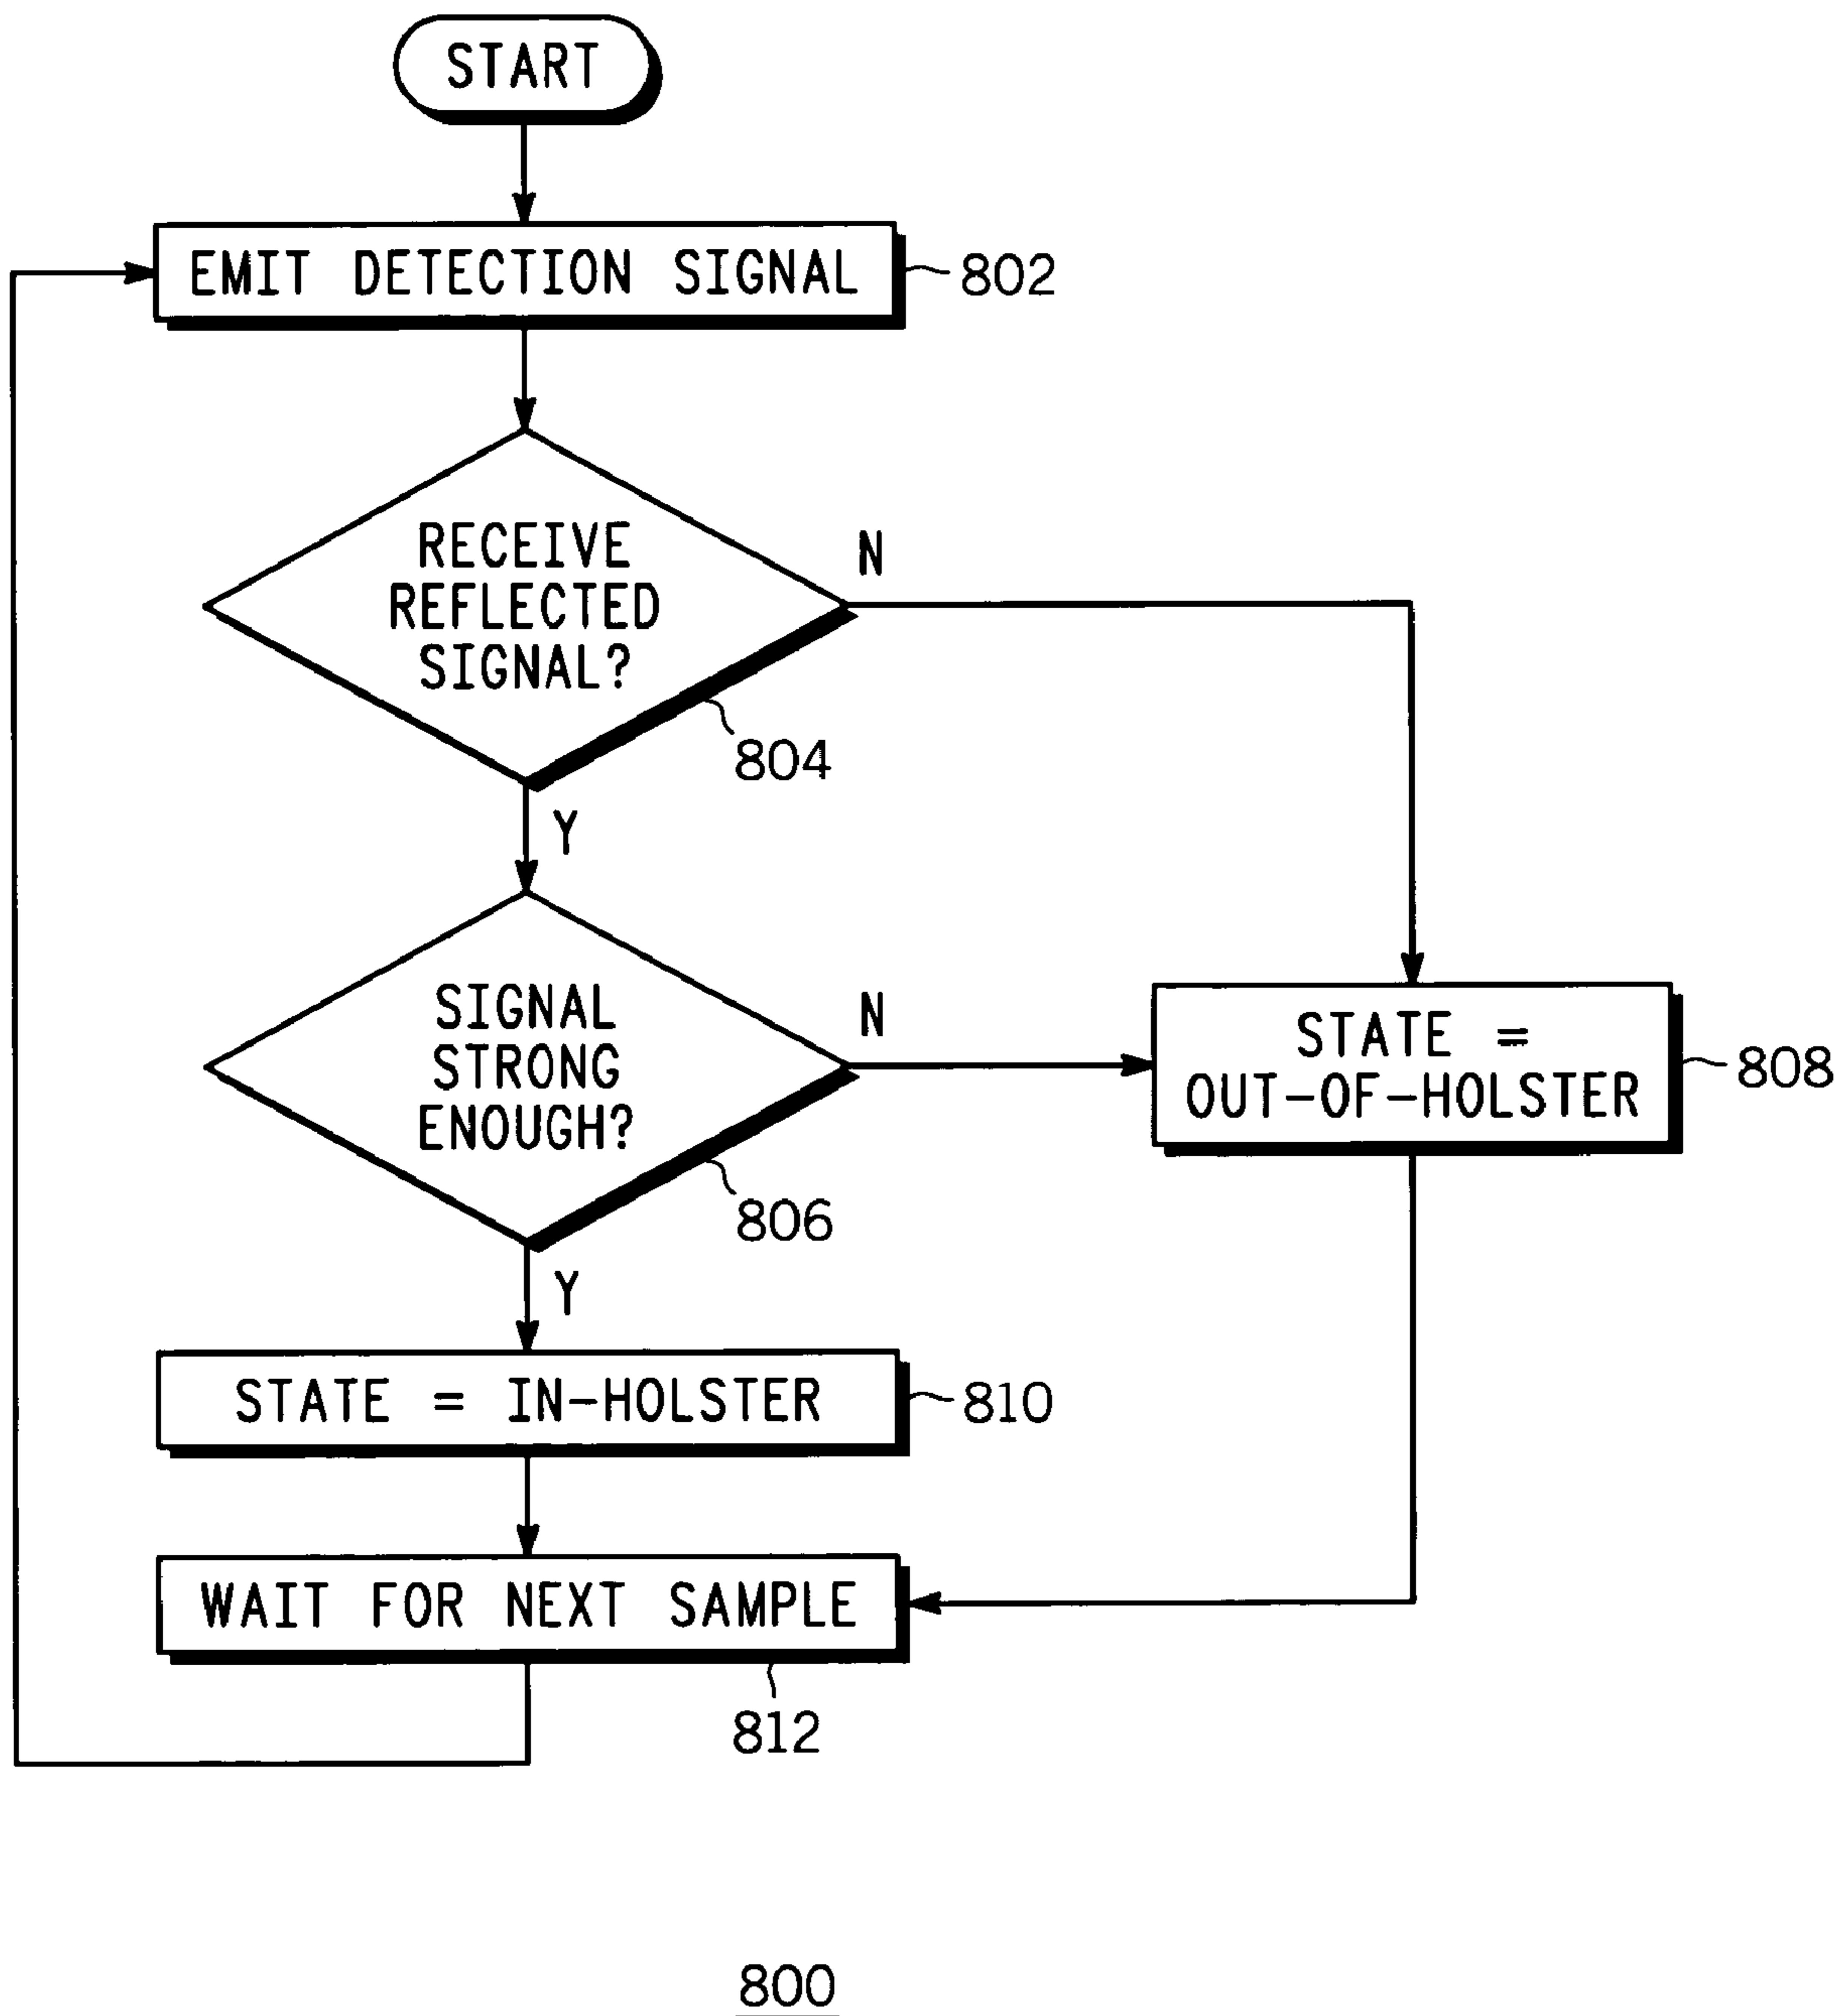 START
EMIT DETECTION SIGNAL
802
RECEIVE
REFLECTED
SIGNAL?
N
804
Y
SIGNAL
STRONG
ENOUGH?
N
806
STATE =
OUT-OF-HOLSTER
808
Y
STATE = IN-HOLSTER
810
WAIT FOR NEXT SAMPLE
812
800